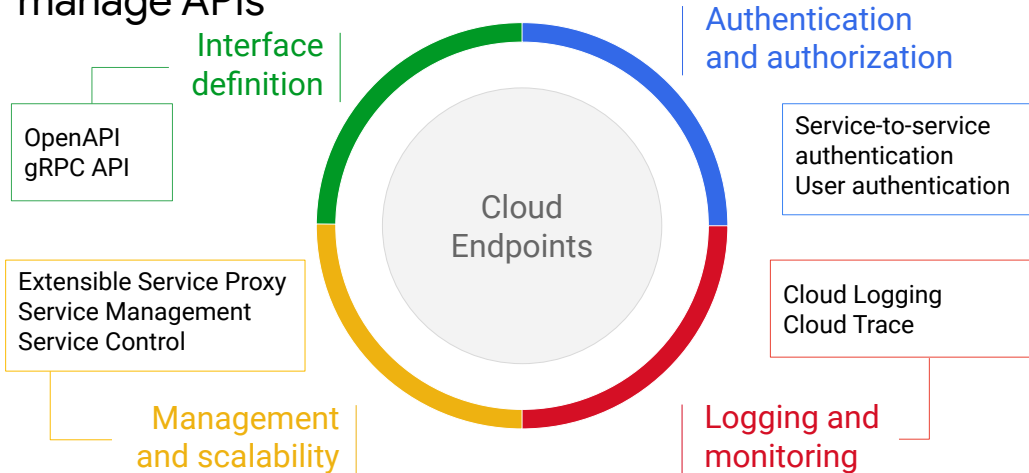 manage APIs
Interface
definition
OpenAPI
gRPC API
Authentication
and authorization
Service-to-service
authentication
User authentication
Cloud
Endpoints
Extensible Service Proxy
Service Management
Service Control
Management
and scalability
Cloud Logging
Cloud Trace
Logging and
monitoring